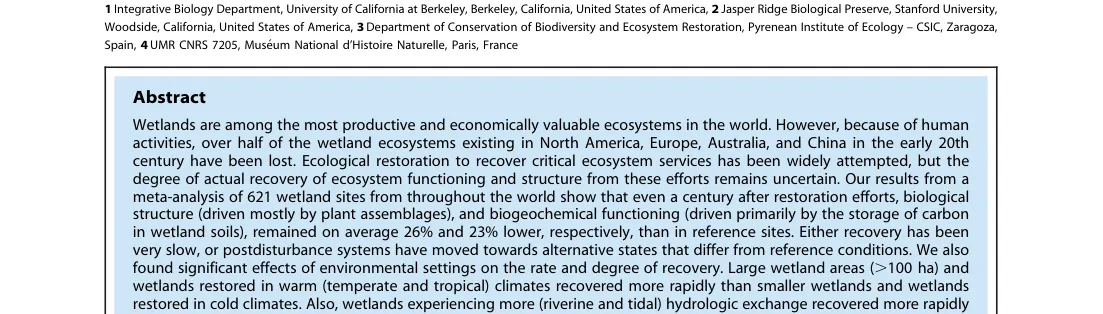 1 Integrative Biology Department, University of California at Berkeley, Berkeley, California, United States of America, 2 Jasper Ridge Biological Preserve, Stanford University,
Woodside, California, United States of America, 3 Department of Conservation of Biodiversity and Ecosystem Restoration, Pyrenean Institute of Ecology – CSIC, Zaragoza,
Spain, 4 UMR CNRS 7205, Muséum National d'Histoire Naturelle, Paris, France
Abstract
Wetlands are among the most productive and economically valuable ecosystems in the world. However, because of human
activities, over half of the wetland ecosystems existing in North America, Europe, Australia, and China in the early 20th
century have been lost. Ecological restoration to recover critical ecosystem services has been widely attempted, but the
degree of actual recovery of ecosystem functioning and structure from these efforts remains uncertain. Our results from a
meta-analysis of 621 wetland sites from throughout the world show that even a century after restoration efforts, biological
structure (driven mostly by plant assemblages), and biogeochemical functioning (driven primarily by the storage of carbon
in wetland soils), remained on average 26% and 23% lower, respectively, than in reference sites. Either recovery has been
very slow, or postdisturbance systems have moved towards alternative states that differ from reference conditions. We also
found significant effects of environmental settings on the rate and degree of recovery. Large wetland areas (>100 ha) and
wetlands restored in warm (temperate and tropical) climates recovered more rapidly than smaller wetlands and wetlands
restored in cold climates. Also, wetlands experiencing more (riverine and tidal) hydrologic exchange recovered more rapidly